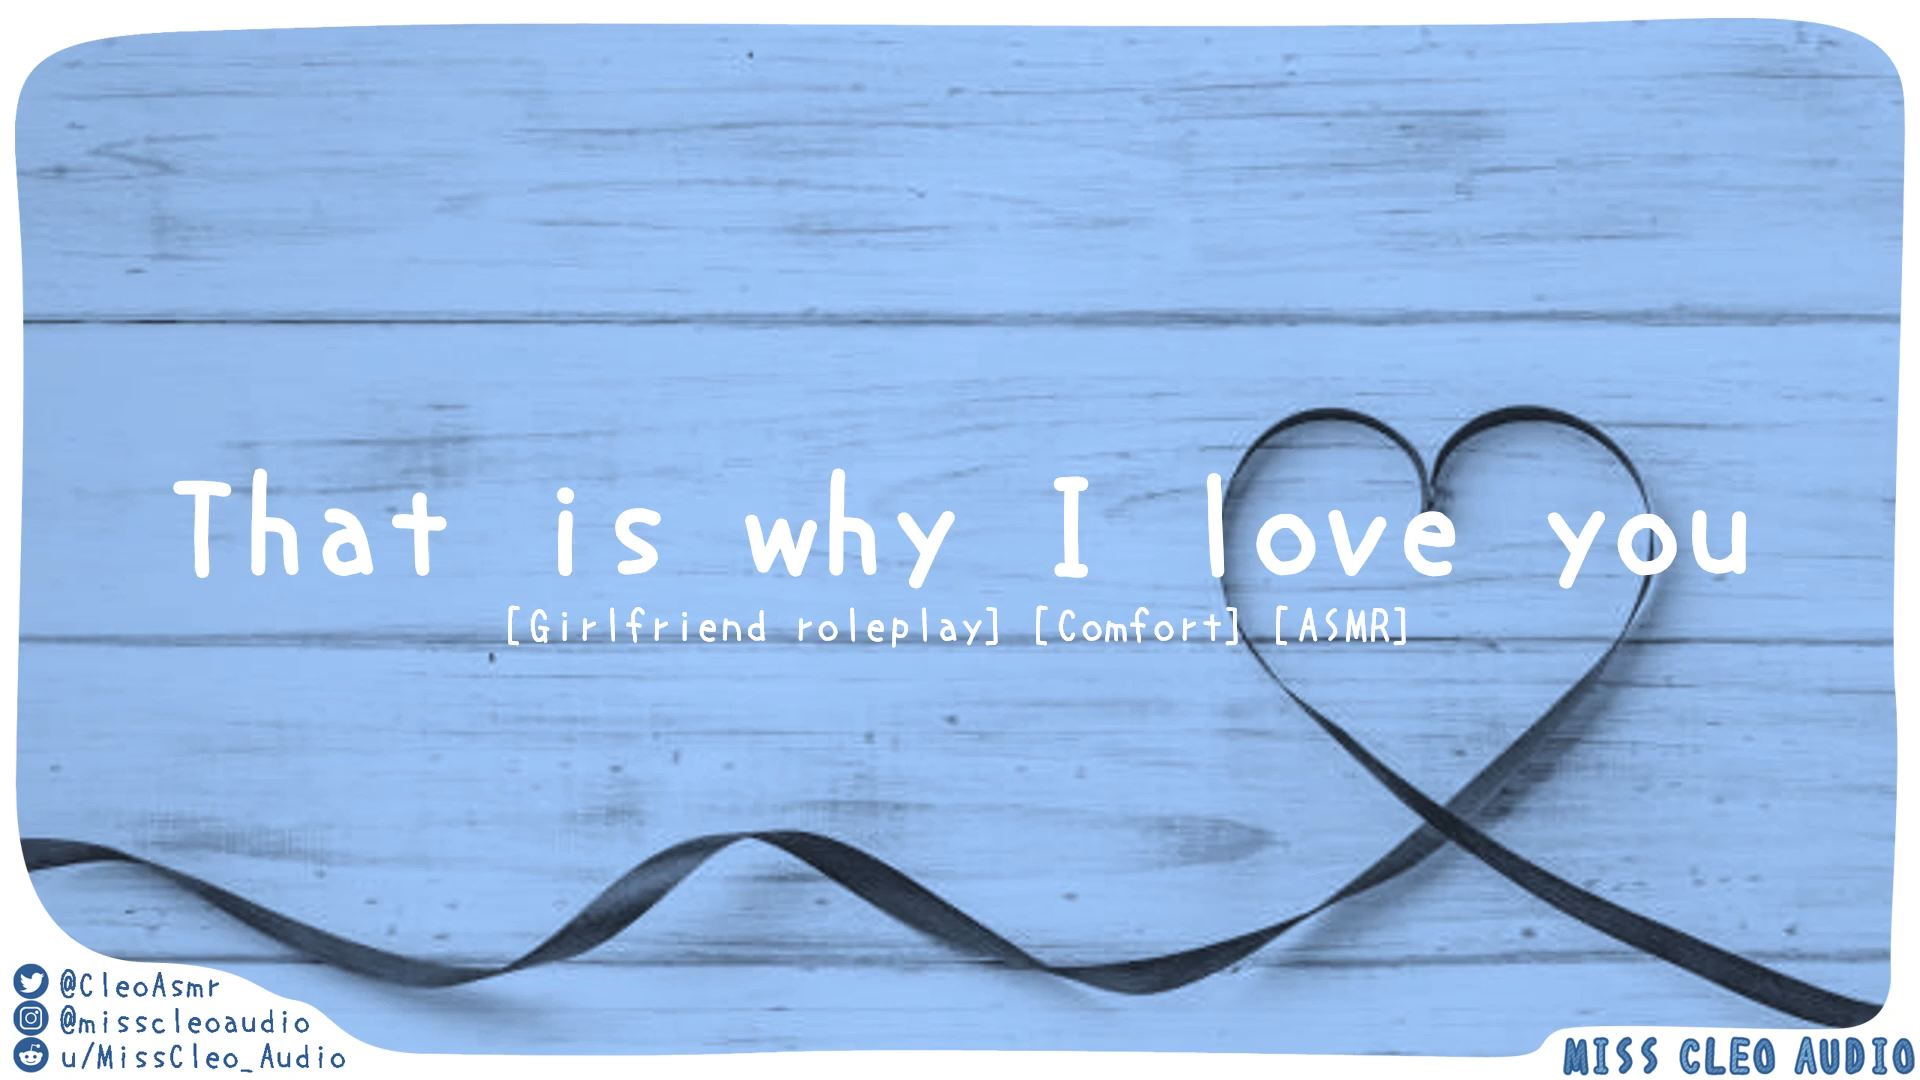 That is why I love you
[Girlfriend roleplay] [Comfort] [ASMR]
@CleoAsmr
@misscleoaudio
u/MissCleo_Audio
MISS CLEO AUDIO